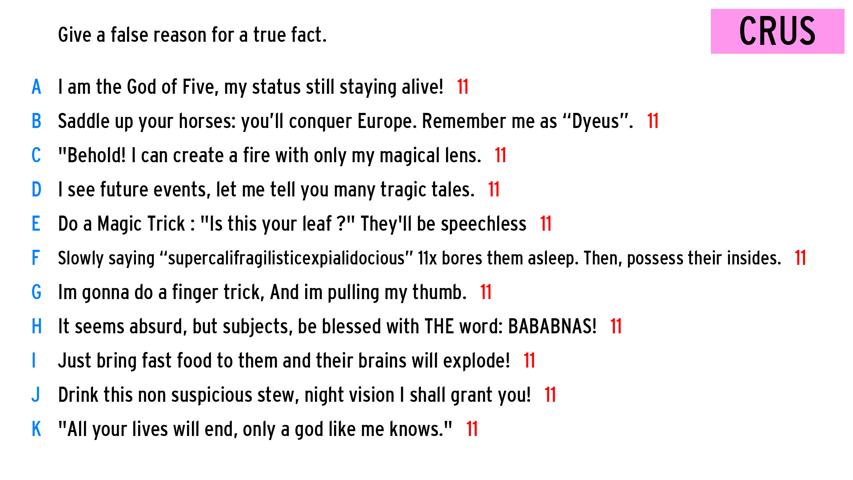 Give a false reason for a true fact.
CRUS
A I am the God of Five, my status still staying alive! 11
B Saddle up your horses: you’ll conquer Europe. Remember me as “Dyeus”. 11
C "Behold! I can create a fire with only my magical lens. 11
D I see future events, let me tell you many tragic tales. 11
E Do a Magic Trick : "Is this your leaf ?" They'll be speechless 11
F Slowly saying “supercalifragilisticexpialidocious” 11x bores them asleep. Then, possess their insides. 11
G Im gonna do a finger trick, And im pulling my thumb. 11
H It seems absurd, but subjects, be blessed with THE word: BABABNAS! 11
I Just bring fast food to them and their brains will explode! 11
J Drink this non suspicious stew, night vision I shall grant you! 11
K "All your lives will end, only a god like me knows." 11